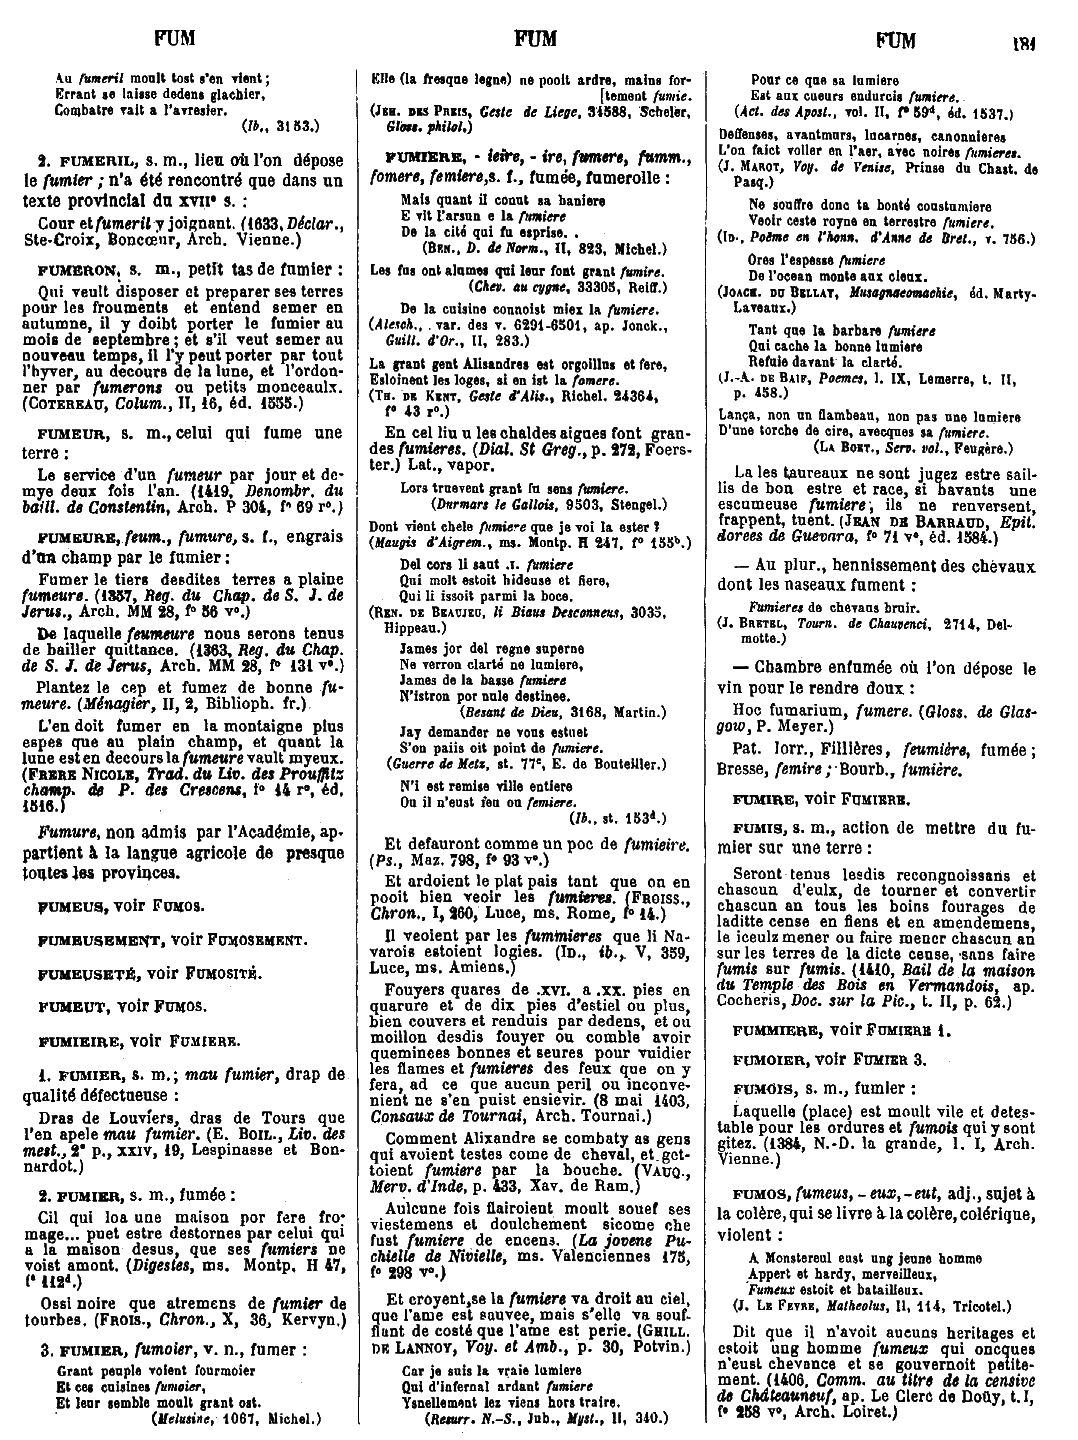 FUM
FUM
FUM
181
Au fumeril moult tost s'en vient;
Errant se laisse dedens glachier,
Combatre vait a l'avresier.
(Ib., 3153.)
2. FUMERIL, s. m., lieu où l'on dépose
le fumier ; n'a été rencontré que dans un
texte provincial du XVIIe s. :
Cour et fumeril y joignant. (1633, Déclar.,
Ste-Croix, Boncœur, Arch. Vienne.)
FUMERON, s. m., petit tas de fumier :
Qui veult disposer et preparer ses terres
pour les frouments et entend semer en
autumne, il y doibt porter le fumier au
mois de septembre ; et s'il veut semer au
nouveau temps, il l'y peut porter par tout
l'hyver, au decours de la lune, et l'ordon-
ner par fumerons ou petits monceaulx.
(COTEREAU, Colum., II, 16, éd. 1555.)
FUMEUR, s. m., celui qui fume une
terre :
Le service d'un fumeur par jour et de-
mye deux fois l'an. (1419, Denombr. du
baill. de Constentin, Arch. P 304, f° 69 r°.)
FUMEURE, feum., fumure, s. f., engrais
d'un champ par le fumier :
Fumer le tiers desdites terres a plaine
fumeure. (1357, Reg. du Chap. de S. J. de
Jerus., Arch. MM 28, f° 56 v°.)
De laquelle feumeure nous serons tenus
de bailler quittance. (1363, Reg. du Chap.
de S. J. de Jerus, Arch. MM 28, f° 131 v°.)
Plantez le cep et fumez de bonne fu-
meure. (Ménagier, II, 2, Biblioph. fr.)
L'en doit fumer en la montaigne plus
espes que au plain champ, et quant la
lune est en decours la fumeure vault myeux.
(FRERE NICOLE, Trad. du Liv. des Prouffitz
champ. de P. des Crescens, f° 14 r°, éd.
1516.)
Fumure, non admis par l'Académie, ap-
partient à la langue agricole de presque
toutes les provinces.
FUMEUS, voir FUMOS.
FUMEUSEMENT, voir FUMOSEMENT.
FUMEUSETÉ, voir FUMOSITÉ.
FUMEUT, voir FUMOS.
FUMIEIRE, voir FUMIERE.
1. FUMIER, s. m. ; mau fumier, drap de
qualité défectueuse :
Dras de Louviers, dras de Tours que
l'en apele mau fumier. (E. BOIL., Liv. des
mest., 2e p., XXIV, 19, Lespinasse et Bon-
nardot.)
2. FUMIER, s. m., fumée :
Cil qui loa une maison por fere fro-
mage... puet estre destornes par celui qui
a la maison desus, que ses fumiers ne
voist amont. (Digestes, ms. Montp. H 47,
f° 112d.)
Ossi noire que atremens de fumier de
tourbes. (FROIS., Chron., X, 36, Kervyn.)
3. FUMIER, fumoier, v. n., fumer :
Grant peuple voient fourmoier
Et ces cuisines fumoier,
Et leur semble moult grant ost.
(Melusine, 1067, Michel.)
Elle (la fresque legne) ne pooit ardre, mains for-
[tement fumie.
(JEH. DES PREIS, Geste de Liege, 34588, Scheler,
Gloss. philol.)
FUMIERE, - ieire, - ire, fumere, fumm.,
fomere, femiere, s. f., fumée, fumerolle :
Mais quant il conut sa baniere
E vit l'arsun e la fumiere
De la cité qui fu esprise. . 
(BEN., D. de Norm., II, 823, Michel.)
Les fus ont alumes qui leur font grant fumire.
(Chev. au cygne, 33305, Reiff.)
De la cuisine connoist miex la fumiere.
(Alesch., var. des v. 6291-6501, ap. Jonck.,
Guill. d'Or., II, 283.)
La grant gent Alisandres est orgoillus et fere,
Esloinent les loges, si en ist la fomere.
(TH. DE KENT, Geste d'Alis., Richel. 24364,
f° 43 r°.)
En cel liu u les chaldes aigues font gran-
des fumieres. (Dial. St Greg., p. 272, Foers-
ter.) Lat., vapor.
Lors truevent grant fu sens fumiere.
(Durmars le Gallois, 9503, Stengel.)
Dont vient chele fumiere que je voi la ester ?
(Maugis d'Aigrem., ms. Montp. H 247, f° 155b.)
Del cors li saut .I. fumiere
Qui molt estoit hideuse et fiere,
Qui li issoit parmi la boce.
(REN. DE BEAUJEU, li Biaus Desconneus, 3035,
Hippeau.)
James jor del regne superne
Ne verron clarté ne lumiere,
James de la basse fumiere
N'istron por nule destinee.
(Besant de Dieu, 3168, Martin.)
Jay demander ne vous estuet
S'on paiis oit point de fumiere.
(Guerre de Metz, st. 77c, E. de Bouteiller.)
N'i est remise ville entiere
Ou il n'eust feu ou femiere.
(Ib., st. 153d.)
Et defauront comme un poc de fumieire.
(Ps., Maz. 798, f° 93 v°.)
Et ardoient le plat pais tant que on en
pooit bien veoir les fumieres. (FROISS.,
Chron., I, 260, Luce, ms. Rome, f° 14.)
Il veoient par les fummieres que li Na-
varois estoient logies. (ID., ib., V, 359,
Luce, ms. Amiens.)
Fouyers quares de .XVI. a .XX. pies en
quarure et de dix pies d'estiel ou plus,
bien couvers et renduis par dedens, et ou
moillon desdis fouyer ou comble avoir
queminees bonnes et seures pour vuidier
les flames et fumieres des feux que on y
fera, ad ce que aucun peril ou inconve-
nient ne s'en puist ensievir. (8 mai 1403,
Consaux de Tournai, Arch. Tournai.)
Comment Alixandre se combaty as gens
qui avoient testes come de cheval, et get-
toient fumiere par la bouche. (VAUQ.,
Merv. d'Inde, p. 433, Xav. de Ram.)
Aulcune fois flairoient moult souef ses
viestemens et doulchement sicome che
fust fumiere de encens. (La jovene Pu-
chielle de Nivielle, ms. Valenciennes 175,
f° 298 v°.)
Et croyent, se la fumiere va droit au ciel,
que l'ame est sauvee, mais s'elle va souf-
flant de costé que l'ame est perie. (GHILL.
DE LANNOY, Voy. et Amb., p. 30, Potvin.)
Car je suis la vraie lumiere
Qui d'infernal ardant fumiere
Ysnellement lez viens hors traire.
(Resurr. N.-S., Jub., Myst., II, 340.)
Pour ce que sa lumiere
Est aux cueurs endurcis fumiere.
(Act. des Apost., vol. II, f° 59d, éd. 1537.)
Deffenses, avantmurs, lucarnes, canonnieres
L'on faict voller en l'aer, avec noires fumieres.
(J. MAROT, Voy. de Venise, Prinse du Chast. de
Pasq.)
Ne souffre donc ta bonté coustumiere
Veoir ceste royne en terrestre fumiere.
(ID., Poëme en l'honn. d'Anne de Bret., v. 756.)
Ores l'espesse fumiere
De l'ocean monte aux cieux.
(JOACH. DU BELLAY, Musagnaeomachie, éd. Marty-
Laveaux.)
Tant que la barbare fumiere
Qui cache la bonne lumiere
Refuie davant la clarté.
(J.-A. DE BAIF, Poemes, l. IX, Lemerre, t. II,
p. 458.)
Lança, non un flambeau, non pas une lumiere
D'une torche de cire, avecques sa fumiere.
(LA BOET., Serv. vol., Feugère.)
La les taureaux ne sont jugez estre sail-
lis de bon estre et race, si bavants une
escumeuse fumiere, ils ne renversent,
frappent, tuent. (JEAN DE BARRAUD, Epit.
dorees de Guevara, f° 71 v°, éd. 1584.)
— Au plur., hennissement des chevaux
dont les naseaux fument :
Fumieres de chevaus bruir.
(J. BRETEL, Tourn. de Chauvenci, 2714, Del-
motte.)
— Chambre enfumée où l'on dépose le
vin pour le rendre doux :
Hoc fumarium, fumere. (Gloss. de Glas-
gow, P. Meyer.)
Pat. lorr., Fillières, feumière, fumée ;
Bresse, femire ; Bourb., fumière.
FUMIRE, voir FUMIERE.
FUMIS, s. m., action de mettre du fu-
mier sur une terre :
Seront tenus lesdis recongnoissans et
chascun d'eulx, de tourner et convertir
chascun an tous les boins fourages de
laditte cense en fiens et en amendemens,
le iceulz mener ou faire mener chascun an
sur les terres de la dicte cense, sans faire
fumis sur fumis. (1410, Bail de la maison
du Temple des Bois en Vermandois, ap.
Cocheris, Doc. sur la Pic., t. II, p. 62.)
FUMMIERE, voir FUMIERE 1.
FUMOIER, voir FUMIER 3.
FUMOIS, s. m., fumier :
Laquelle (place) est moult vile et detes-
table pour les ordures et fumois qui y sont
gitez. (1384, N.-D. la grande, l. I, Arch.
Vienne.)
FUMOS, fumeus, - eux, - eut, adj., sujet à
la colère, qui se livre à la colère, colérique,
violent :
A Monstereul eust ung jeune homme
Appert et hardy, merveilleux,
Fumeux estoit et batailleux.
(J. LE FEVRE, Matheolus, II, 114, Tricotel.)
Dit que il n'avoit aucuns heritages et
estoit ung homme fumeux qui oncques
n'eust chevance et se gouvernoit petite-
ment. (1406, Comm. au titre de la censive
de Châteauneuf, ap. Le Clerc de Doüy, t. I,
f° 258 v°, Arch. Loiret.)